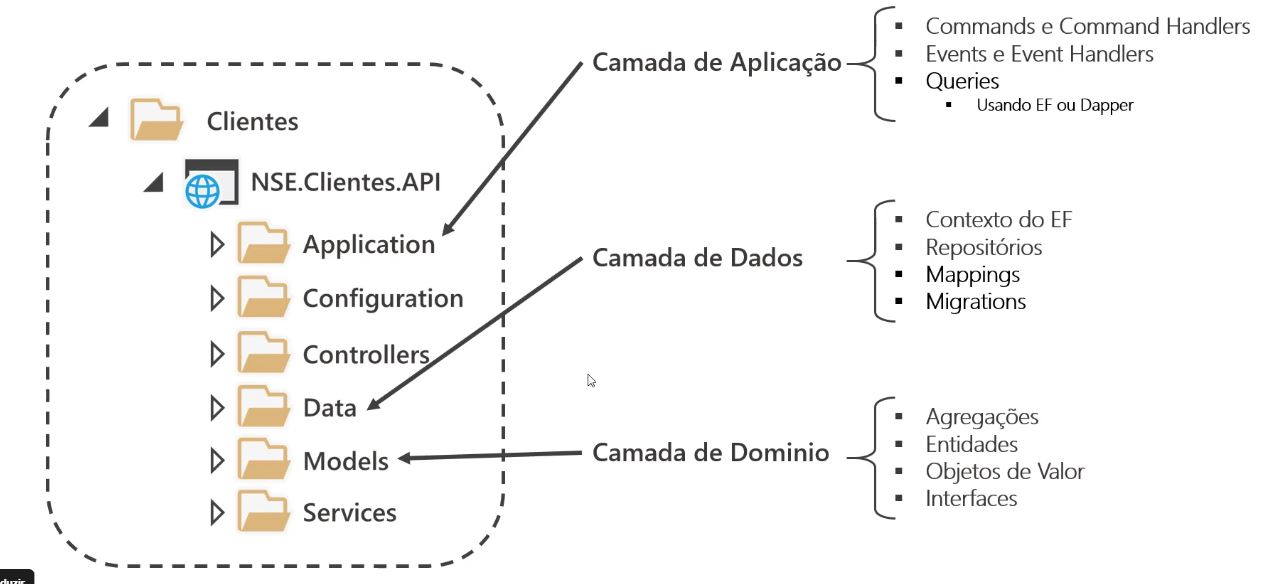 Clientes
NSE.Clientes.API
Application
Configuration
Controllers
Data
Models
Services
Camada de Aplicação
Commands e Command Handlers
Events e Event Handlers
Queries
Usando EF ou Dapper
Camada de Dados
Contexto do EF
Repositórios
Mappings
Migrations
Camada de Dominio
Agregações
Entidades
Objetos de Valor
Interfaces